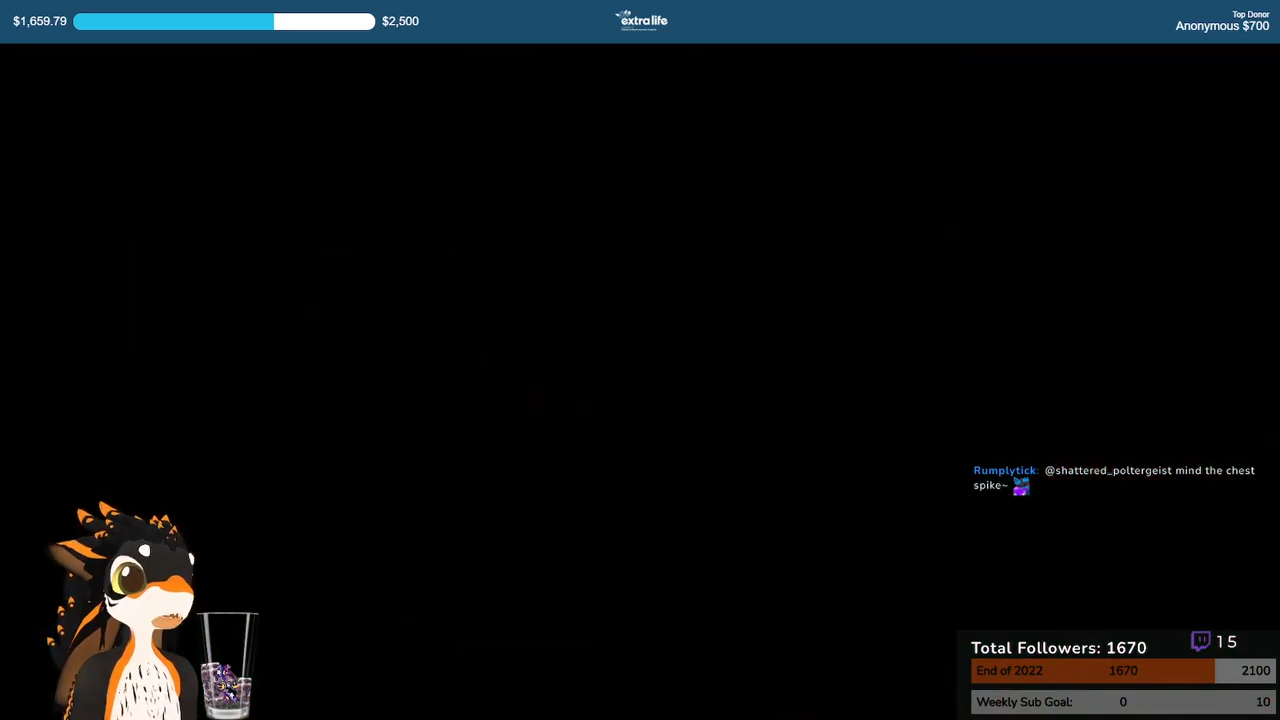 $1,659.79
$2,500
extralife
Top Donor
Anonymous $700
Rumplytick: @shattered_poltergeist mind the chest
spike~
Total Followers: 1670
15
End of 2022 1670 2100
Weekly Sub Goal: 0 10